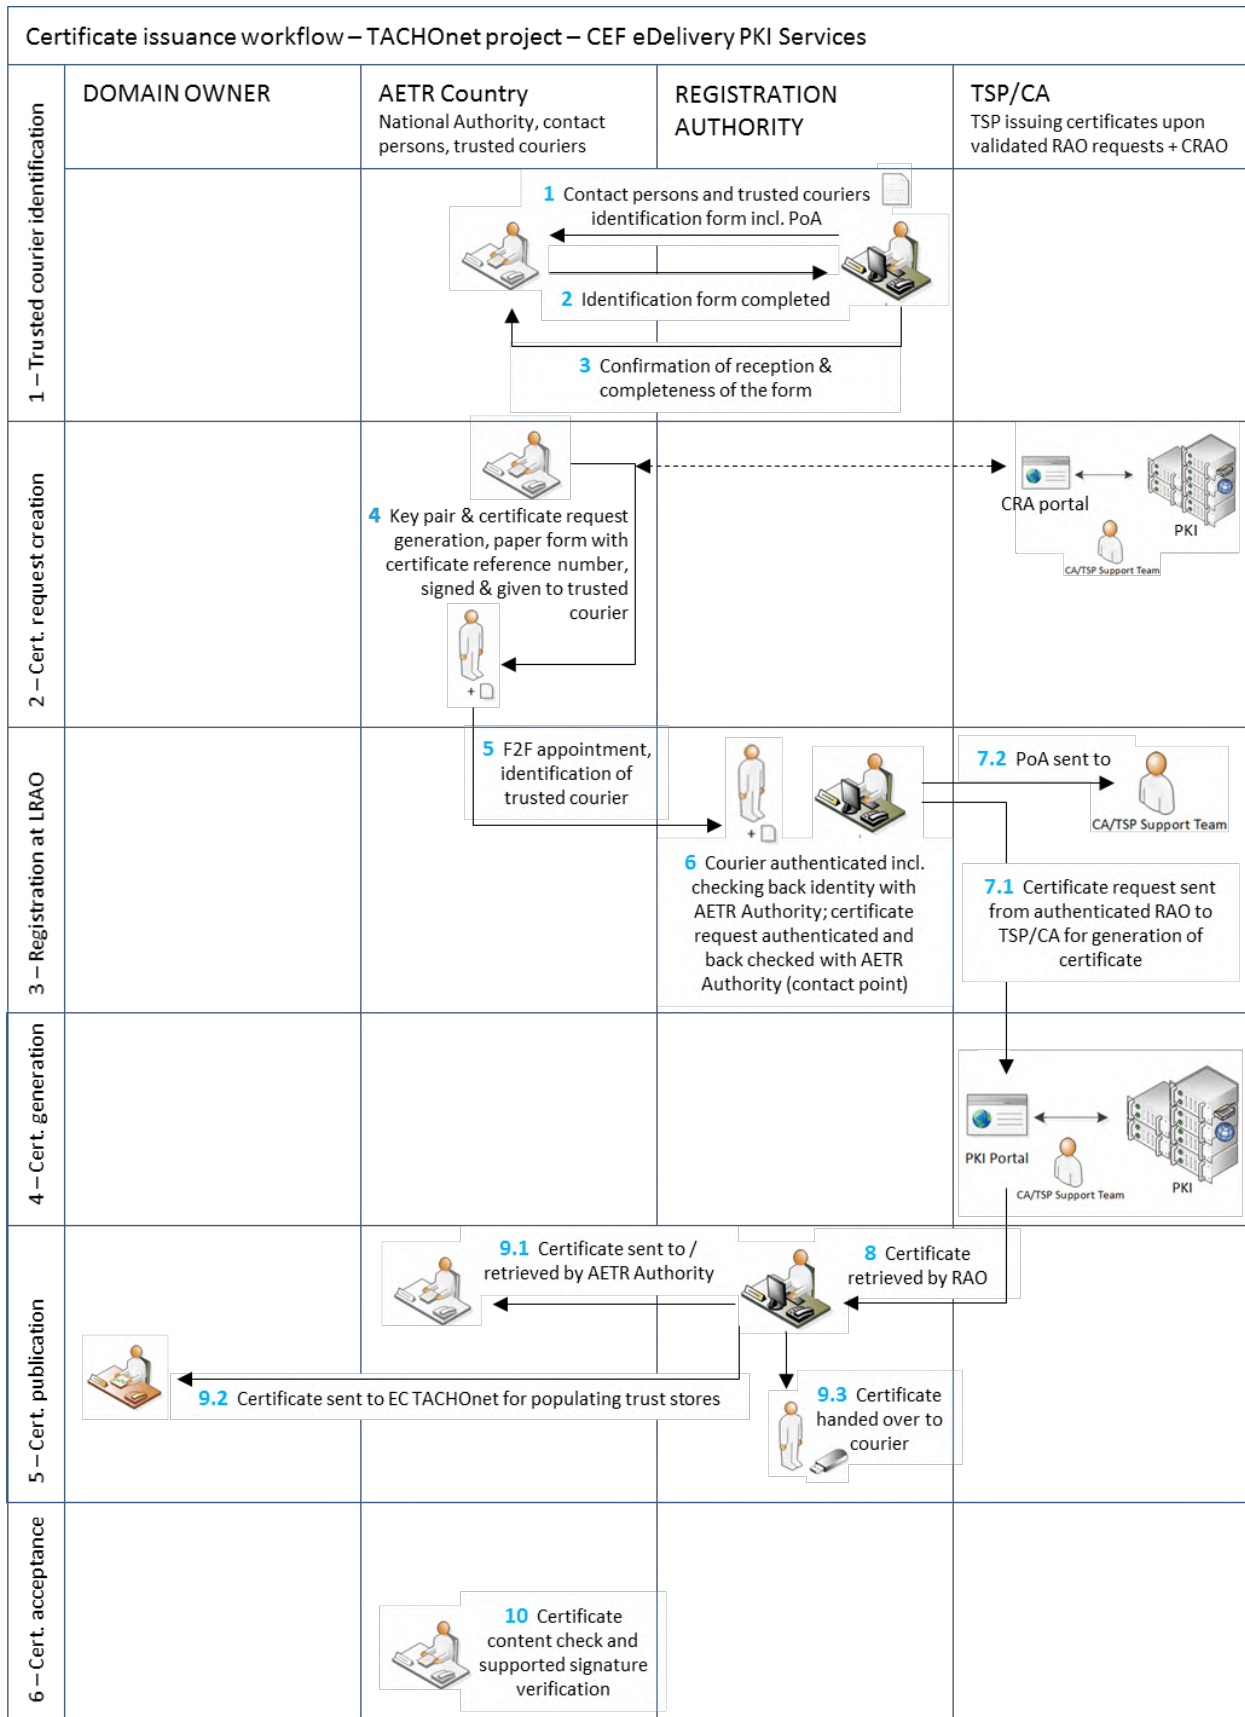 Certificate issuance workflow – TACHOnet project – CEF eDelivery PKI Services
DOMAIN OWNER
AETR Country
National Authority, contact
persons, trusted couriers
REGISTRATION
AUTHORITY
TSP/CA
TSP issuing certificates upon
validated RAO requests + CRAO
1 – Trusted courier identification
1 Contact persons and trusted couriers
identification form incl. PoA
2 Identification form completed
3 Confirmation of reception &
completeness of the form
2 – Cert. request creation
4 Key pair & certificate request
generation, paper form with
certificate reference number,
signed & given to trusted
courier
+
CRA portal
PKI
CA/TSP Support Team
3 – Registration at LRAO
5 F2F appointment,
identification of
trusted courier
+
6 Courier authenticated incl.
checking back identity with
AETR Authority; certificate
request authenticated and
back checked with AETR
Authority (contact point)
7.2 PoA sent to
CA/TSP Support Team
7.1 Certificate request sent
from authenticated RAO to
TSP/CA for generation of
certificate
4 – Cert. generation
PKI Portal
CA/TSP Support Team
PKI
5 – Cert. publication
9.1 Certificate sent to /
retrieved by AETR Authority
8 Certificate
retrieved by RAO
9.2 Certificate sent to EC TACHOnet for populating trust stores
9.3 Certificate
handed over to
courier
6 – Cert. acceptance
10 Certificate
content check and
supported signature
verification